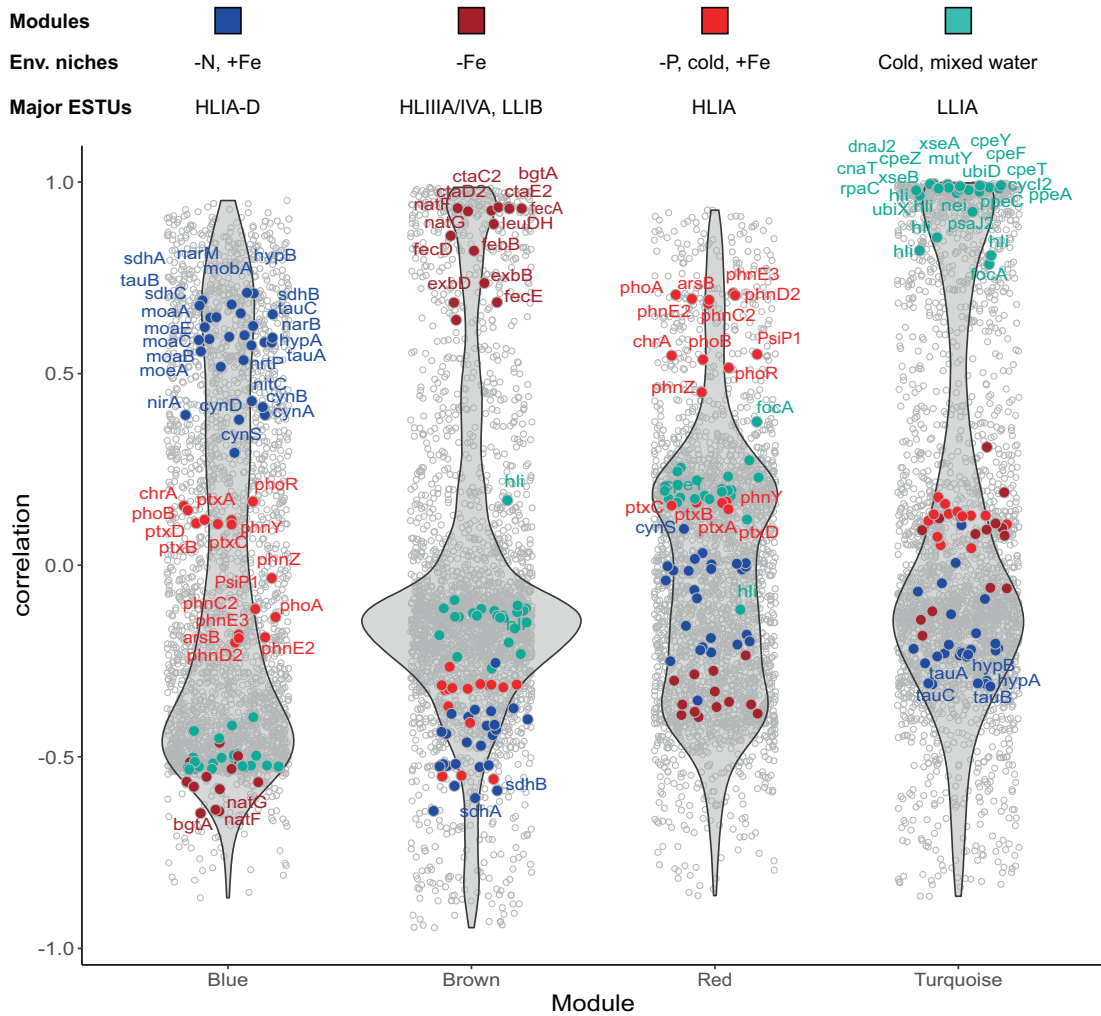 Modules
Env. niches -N, +Fe -Fe -P, cold, +Fe Cold, mixed water
Major ESTUs HLIA-D HLIIIA/IVA, LLIB HLIA LLIA
correlation
1.0
0.5
0.0
-0.5
-1.0
sdhA narM hypB
mobA
tauB
sdhC sdhB
moaA tauC
moaE narB
moaC hypA
moaB tauA
moeA nrtP
nitC
nirA cynD cynB
cynA
cynS
chrA ptxA phoR
phoB
ptxD phnY
ptxB ptxC
phnZ
PsiP1
phnC2 phoA
phnE3
arsB phnE2
phnD2
natG
bgtA natF
ctaC2 bgtA
ctaD2 ctaE2
natF fecA
natG leuDH
fecD febB
exbD exbB
fecE
hli
hli
sdhB
sdhA
phnE3
phoA arsB phnD2
phnE2 phnC2
chrA phoB PsiP1
phoR
phnZ
focA
cpeT
ptxC phnY
ptxB
cynS ptxA ptxD
hli
dnaJ2 xseA cpeY
cpeZ mutY cpeF
cnaT ubiD cpeT
xseB cycI2
rpaC ppeA
hli nei ppeC
ubiX hli
psaJ2
hli
hli hli
focA
hypB
tauA hypA
tauC tauB
Blue Brown Red Turquoise
Module